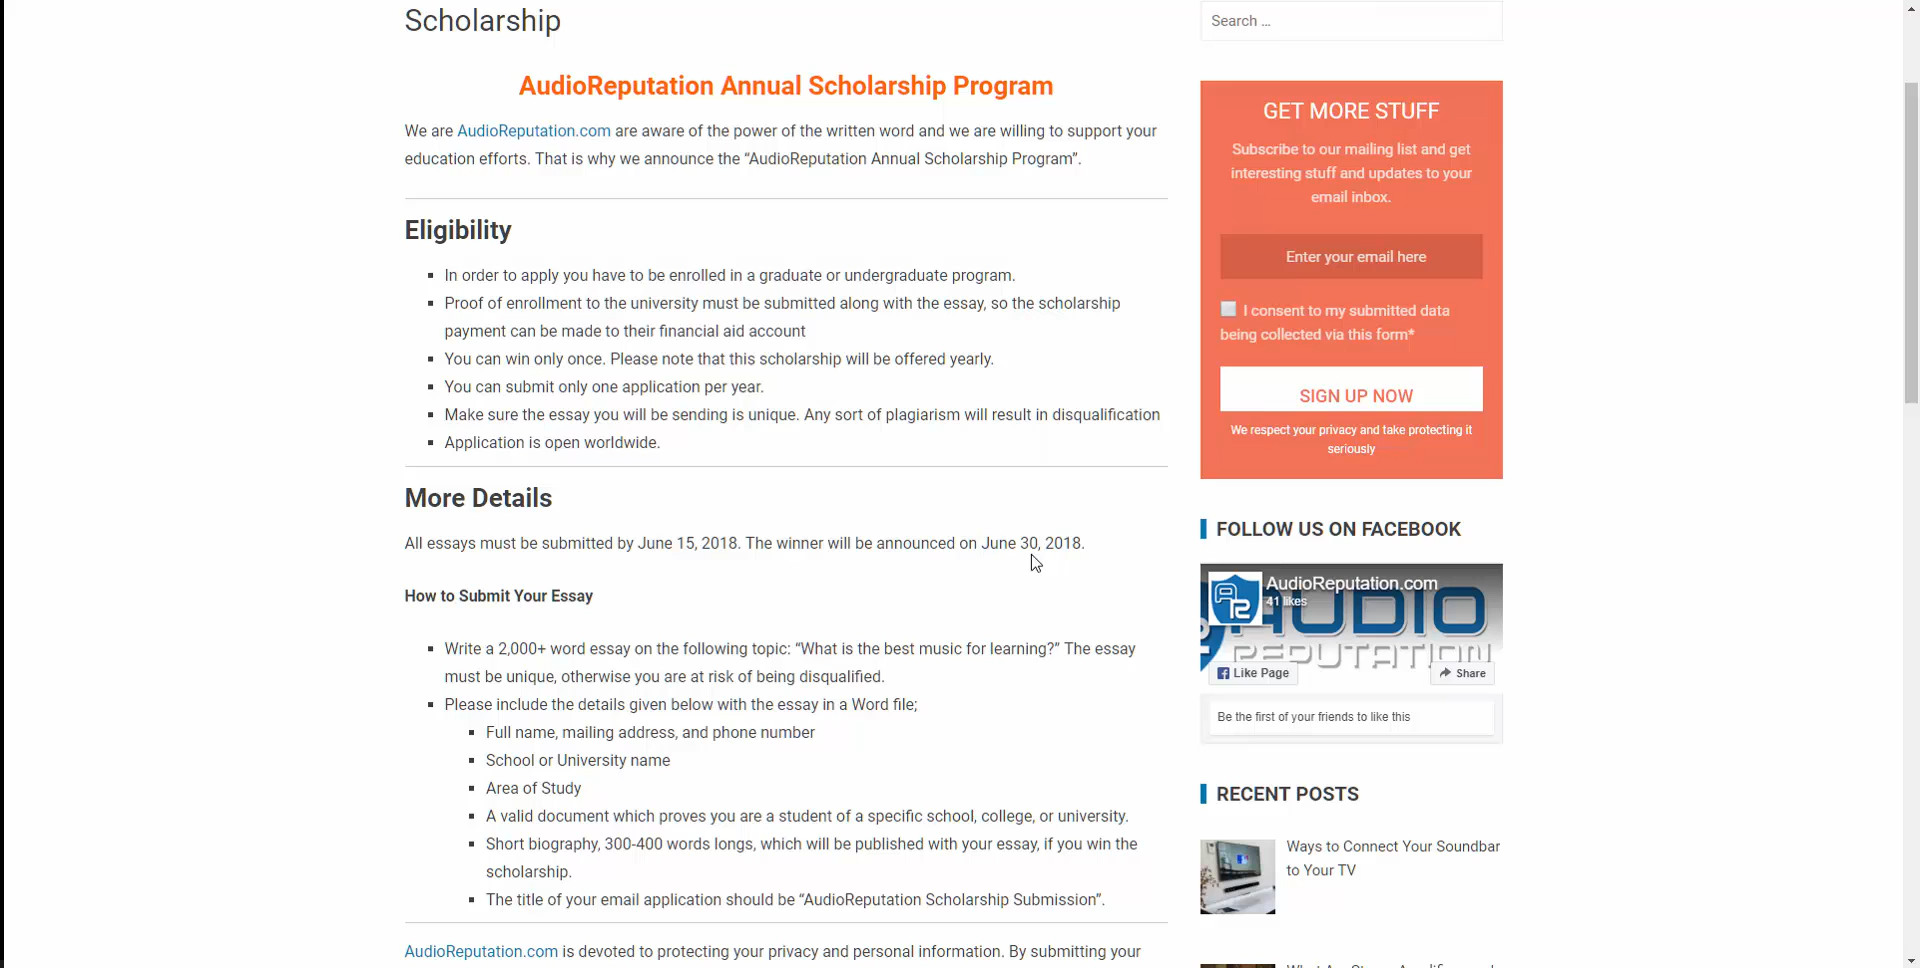 Scholarship
AudioReputation Annual Scholarship Program
We are AudioReputation.com are aware of the power of the written word and we are willing to support your
education efforts. That is why we announce the “AudioReputation Annual Scholarship Program”.
Eligibility
In order to apply you have to be enrolled in a graduate or undergraduate program.
Proof of enrollment to the university must be submitted along with the essay, so the scholarship
payment can be made to their financial aid account
You can win only once. Please note that this scholarship will be offered yearly.
You can submit only one application per year.
Make sure the essay you will be sending is unique. Any sort of plagiarism will result in disqualification
Application is open worldwide.
More Details
All essays must be submitted by June 15, 2018. The winner will be announced on June 30, 2018.
How to Submit Your Essay
Write a 2,000+ word essay on the following topic: “What is the best music for learning?” The essay
must be unique, otherwise you are at risk of being disqualified.
Please include the details given below with the essay in a Word file;
Full name, mailing address, and phone number
School or University name
Area of Study
A valid document which proves you are a student of a specific school, college, or university.
Short biography, 300-400 words longs, which will be published with your essay, if you win the
scholarship.
The title of your email application should be “AudioReputation Scholarship Submission”.
AudioReputation.com is devoted to protecting your privacy and personal information. By submitting your
Search …
GET MORE STUFF
Subscribe to our mailing list and get
interesting stuff and updates to your
email inbox.
Enter your email here
I consent to my submitted data
being collected via this form*
SIGN UP NOW
We respect your privacy and take protecting it
seriously
FOLLOW US ON FACEBOOK
AudioReputation.com
41 likes
AUDIO
REPUTATION
Like Page
Share
Be the first of your friends to like this
RECENT POSTS
Ways to Connect Your Soundbar
to Your TV